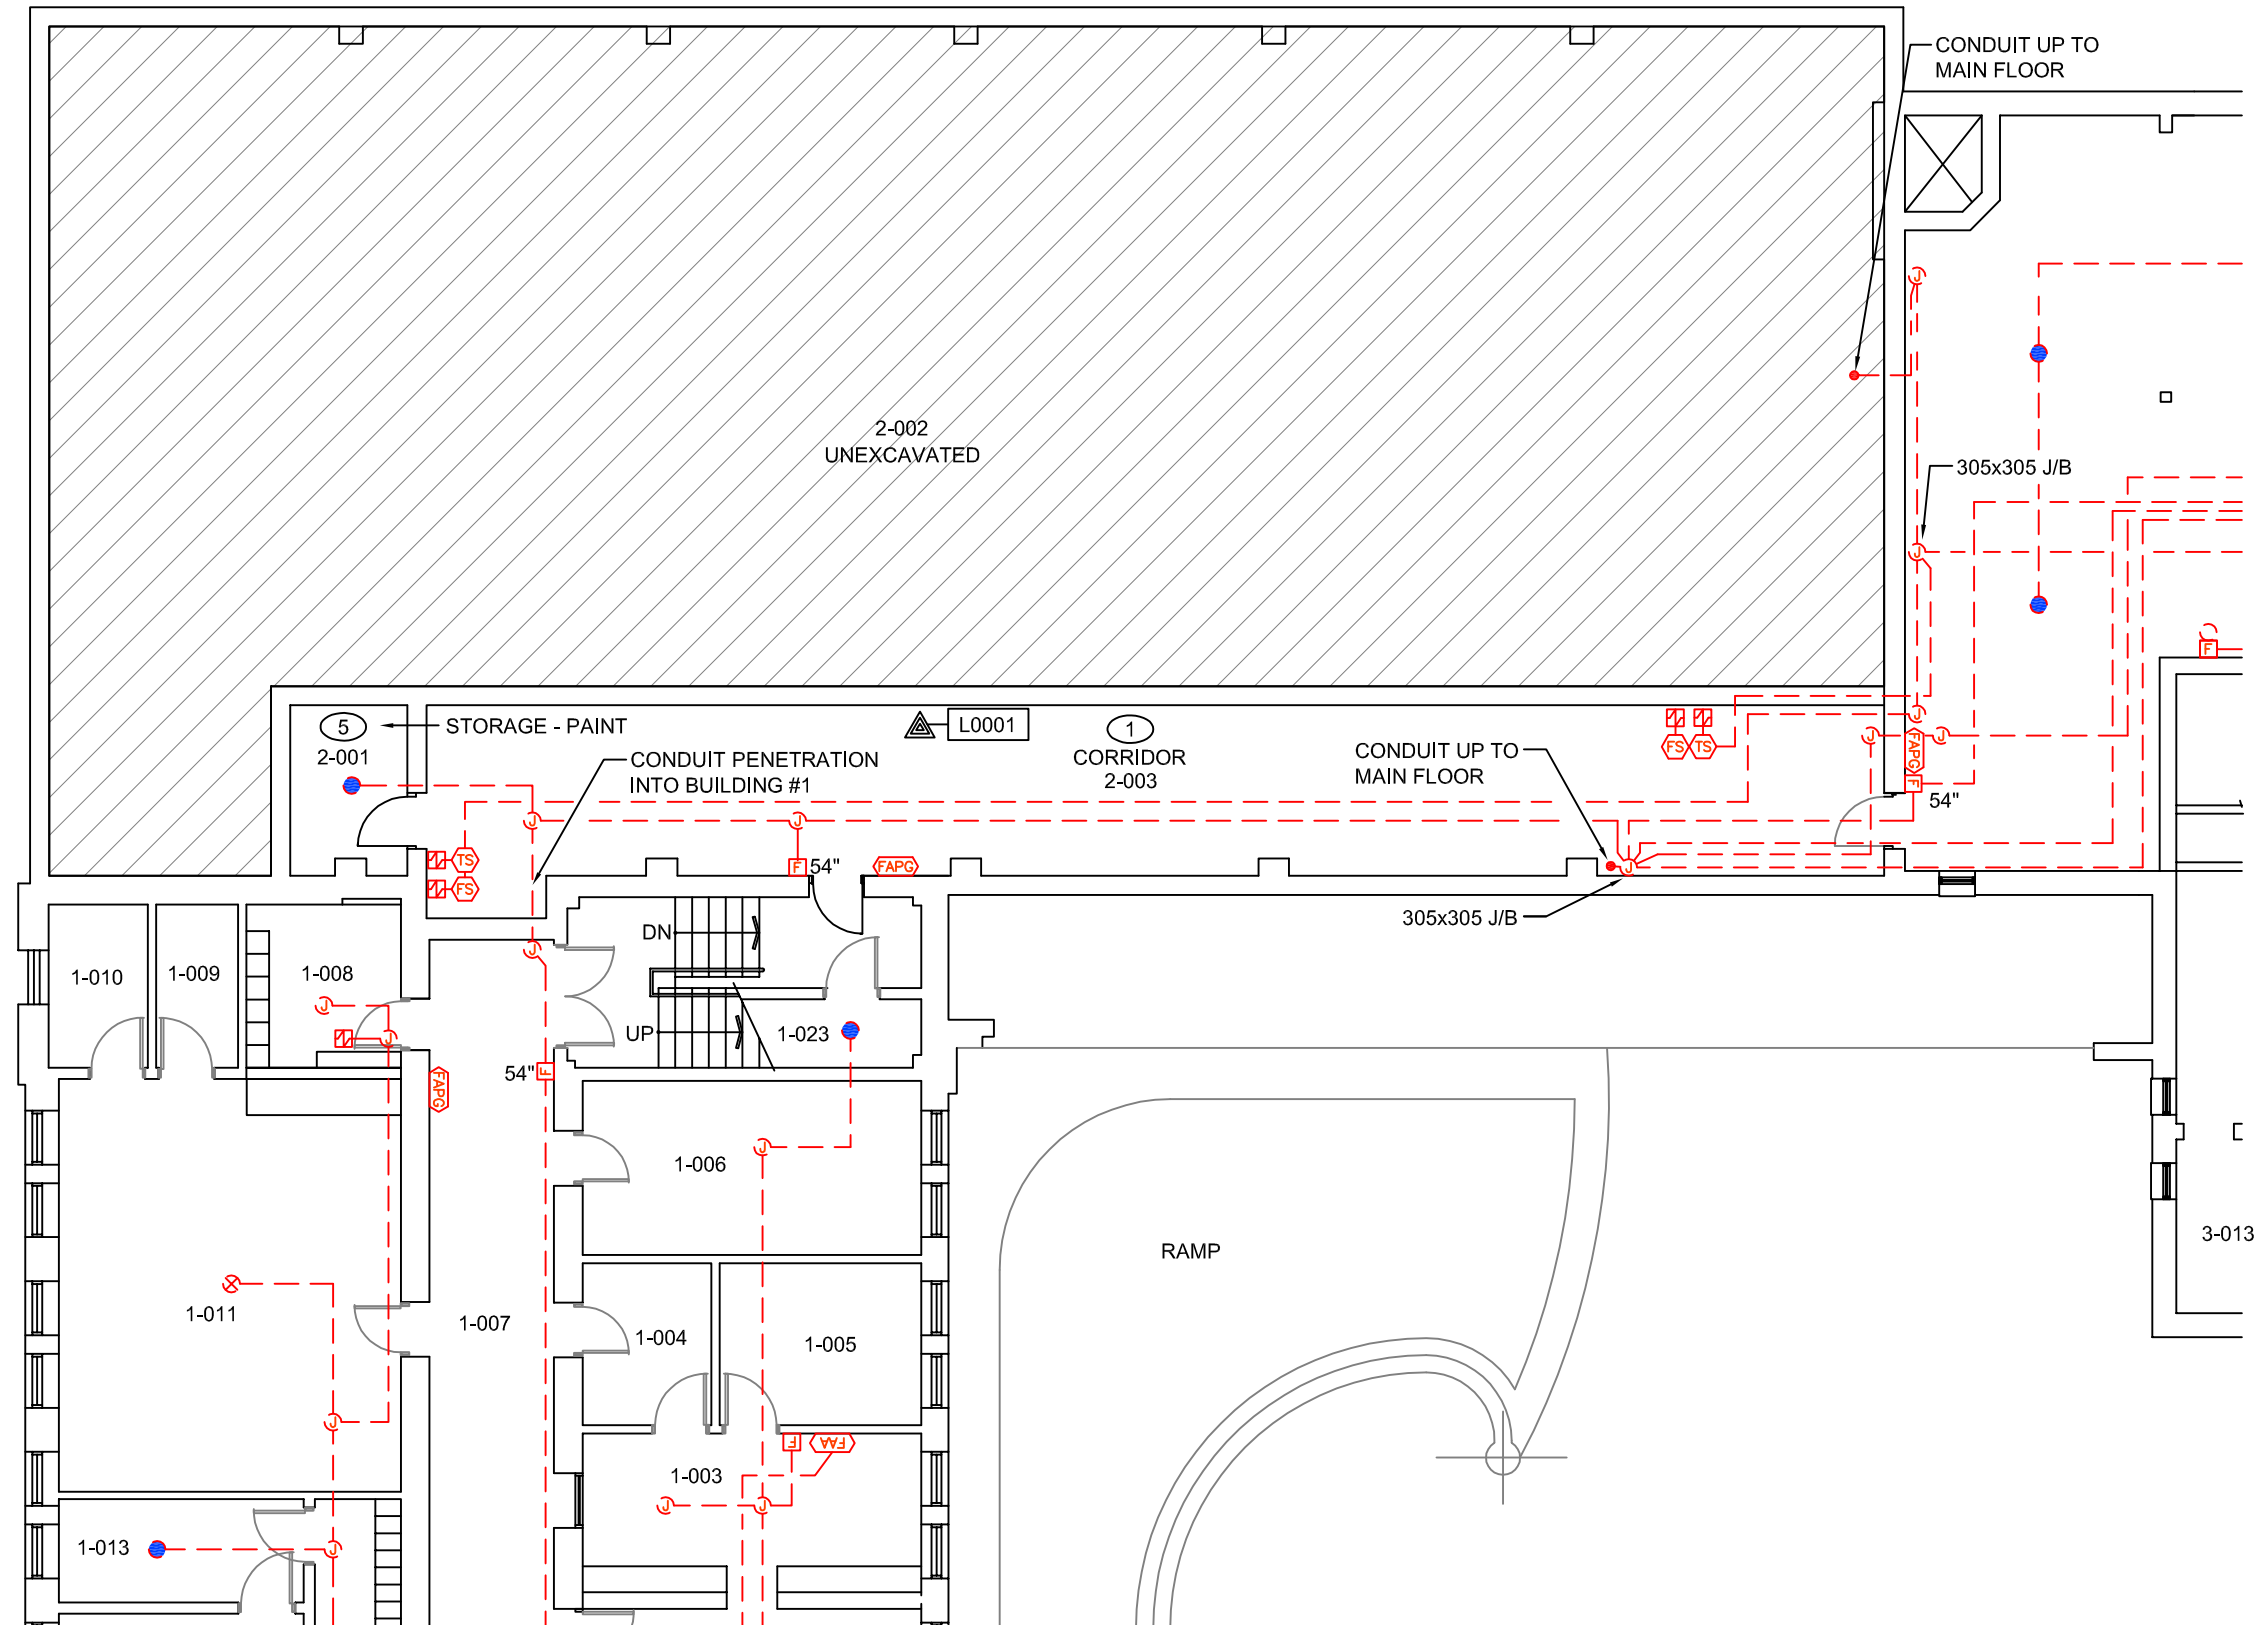 CONDUIT UP TO
MAIN FLOOR
J
2-002
UNEXCAVATED
305x305 J/B
J
F
5
STORAGE - PAINT
2-001
L0001
1
CORRIDOR
2-003
CONDUIT PENETRATION
INTO BUILDING #1
CONDUIT UP TO
MAIN FLOOR
FS
TS
J
J
J
FAPG
F
54"
J
J
TS
FS
F
54"
FAPG
J
305x305 J/B
DN
J
1-010
1-009
1-008
J
J
UP
1-023
54"
F
FAPG
J
1-006
RAMP
3-013
1-011
1-007
1-004
1-005
J
F
FAA
1-003
J
J
1-013
J